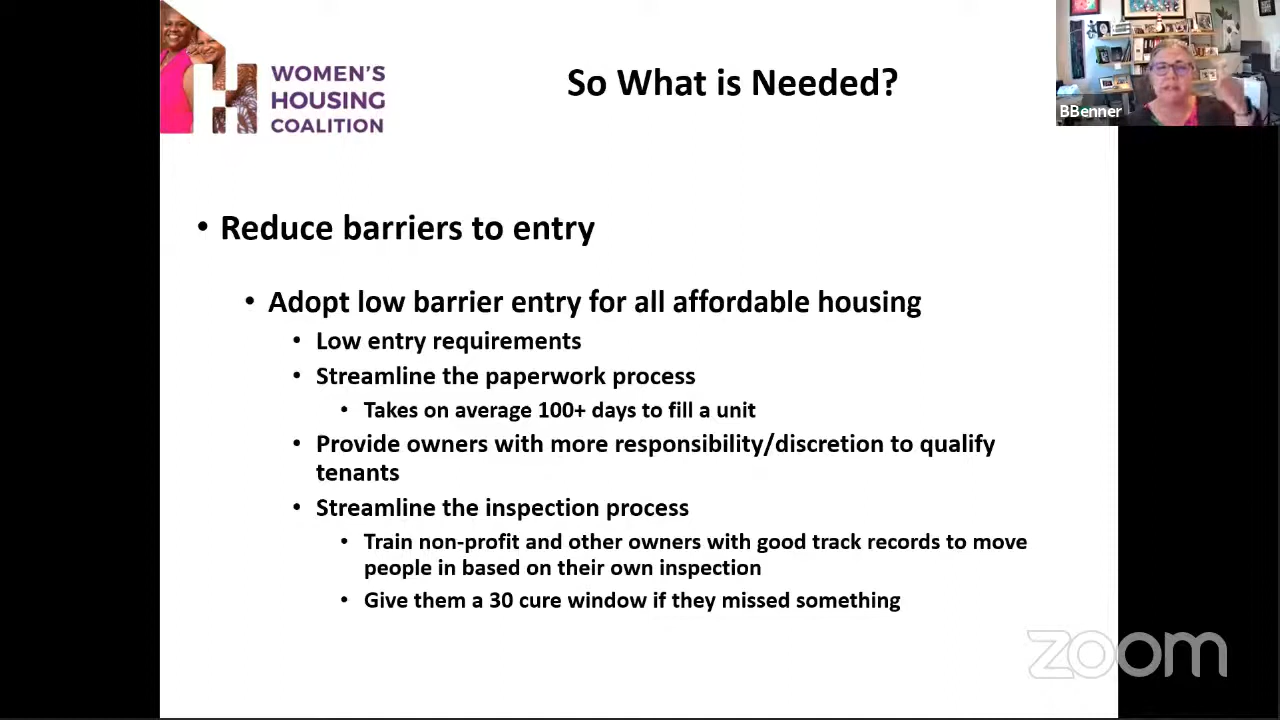 WOMEN'S
HOUSING
COALITION
So What is Needed?
BBenner
• Reduce barriers to entry
• Adopt low barrier entry for all affordable housing
• Low entry requirements
• Streamline the paperwork process
• Takes on average 100+ days to fill a unit
• Provide owners with more responsibility/discretion to qualify
tenants
• Streamline the inspection process
• Train non-profit and other owners with good track records to move
people in based on their own inspection
• Give them a 30 cure window if they missed something
zoom